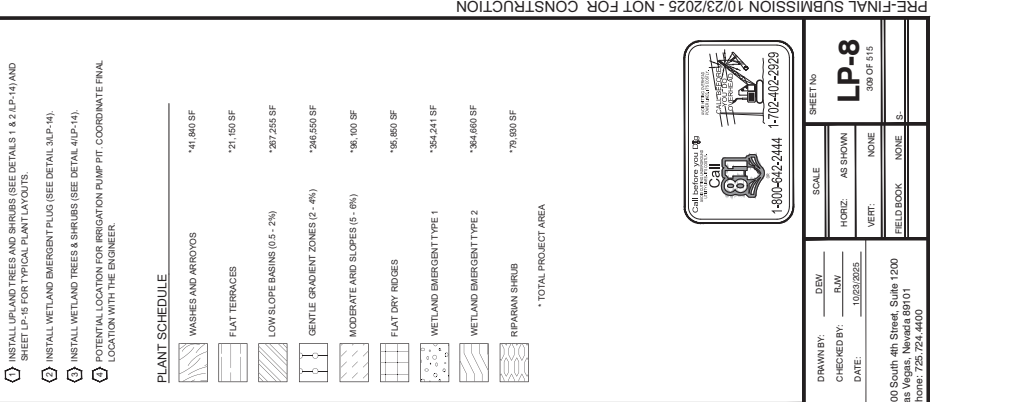 1 INSTALL UPLAND TREES AND SHRUBS (SEE DETAILS 1 & 2/LP-14) AND
SHEET LP-15 FOR TYPICAL PLANT LAYOUTS.
2 INSTALL WETLAND EMERGENT PLUG (SEE DETAIL 3/LP-14).
3 INSTALL WETLAND TREES & SHRUBS (SEE DETAIL 4/LP-14).
4 POTENTIAL LOCATION FOR IRRIGATION PUMP PIT. COORDINATE FINAL
LOCATION WITH THE ENGINEER.
PLANT SCHEDULE
WASHES AND ARROYOS *41,840 SF
FLAT TERRACES *21,150 SF
LOW SLOPE BASINS (0.5 - 2%) *267,255 SF
GENTLE GRADIENT ZONES (2 - 4%) *246,550 SF
MODERATE ARID SLOPES (5 - 6%) *96,100 SF
FLAT DRY RIDGES *95,850 SF
WETLAND EMERGENT TYPE 1 *354,241 SF
WETLAND EMERGENT TYPE 2 *364,660 SF
RIPARIAN SHRUB *79,930 SF
* TOTAL PROJECT AREA
Call before you Dig
Call
811
1-800-642-2444
CALL BEFORE
YOU DO
OVERHEAD
1-702-402-2929
DRAWN BY: DEW
CHECKED BY: RJW
DATE: 10/23/2025
00 South 4th Street, Suite 1200
as Vegas, Nevada 89101
hone: 725.724.4400
SCALE
HORIZ: AS SHOWN
VERT: NONE
FIELD BOOK NONE
SHEET No
LP-8
309 OF 515
S-
PRE-FINAL SUBMISSION 10/23/2025 - NOT FOR CONSTRUCTION